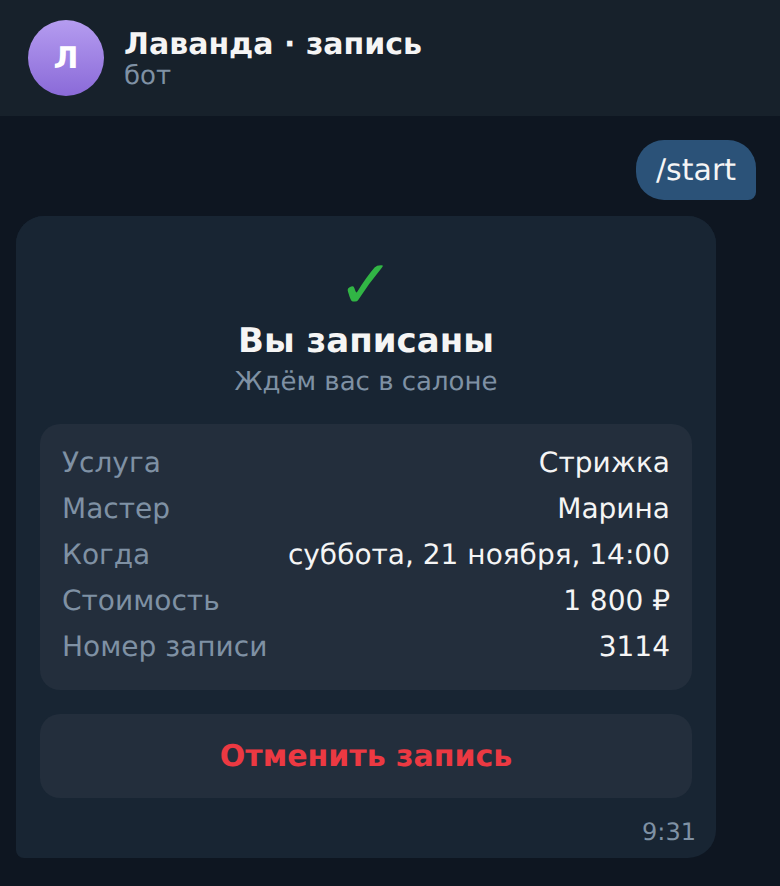 Л
Лаванда · запись
бот
/start
✓
Вы записаны
Ждём вас в салоне
Услуга Стрижка
Мастер Марина
Когда суббота, 21 ноября, 14:00
Стоимость 1 800 ₽
Номер записи 3114
Отменить запись
9:31